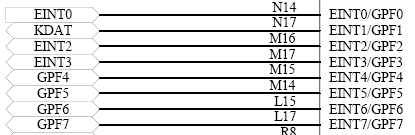 EINT0 N14 EINT0/GPF0
KDAT N17 EINT1/GPF1
EINT2 M16 EINT2/GPF2
EINT3 M17 EINT3/GPF3
GPF4 M15 EINT4/GPF4
GPF5 M14 EINT5/GPF5
GPF6 L15 EINT6/GPF6
GPF7 L17 EINT7/GPF7
R8